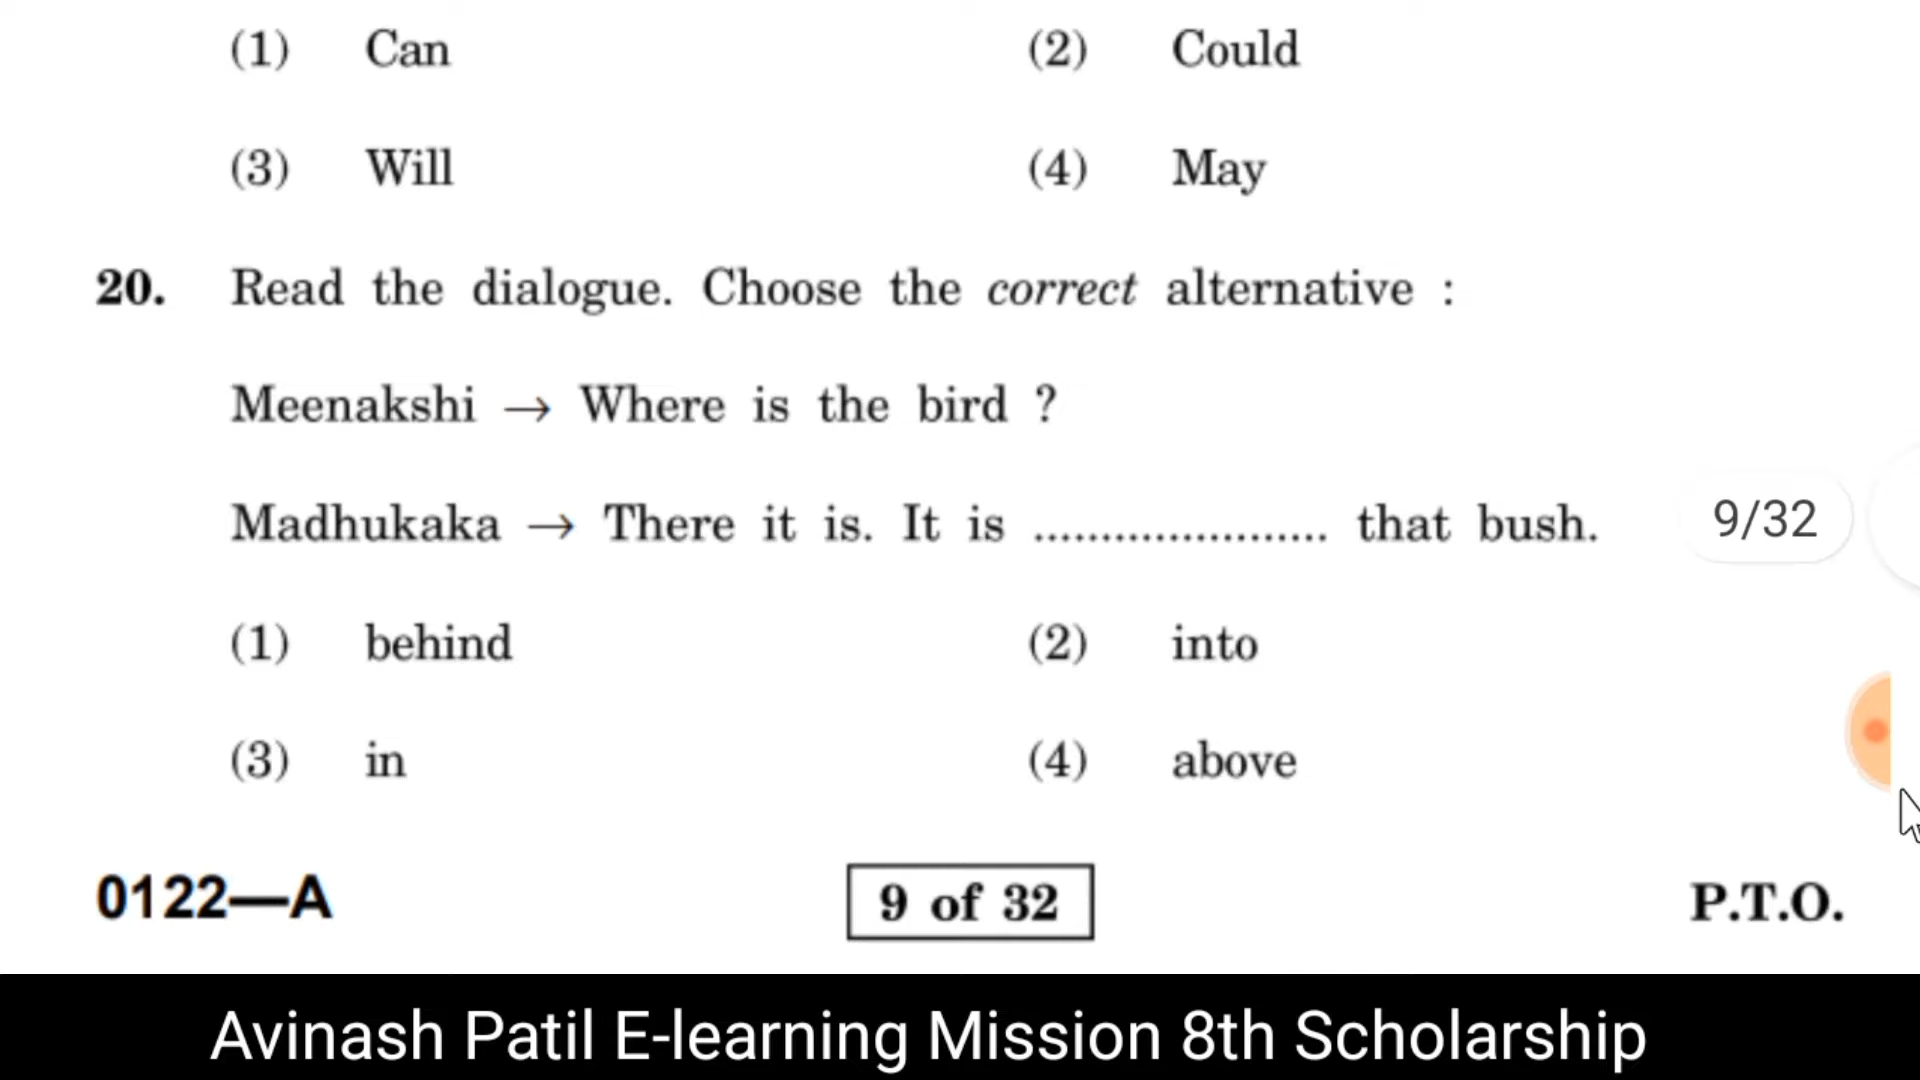 (1) Can (2) Could
(3) Will (4) May
20. Read the dialogue. Choose the correct alternative :
Meenakshi → Where is the bird ?
Madhukaka → There it is. It is ...................... that bush.
9/32
(1) behind (2) into
(3) in (4) above
0122—A 9 of 32 P.T.O.
Avinash Patil E-learning Mission 8th Scholarship